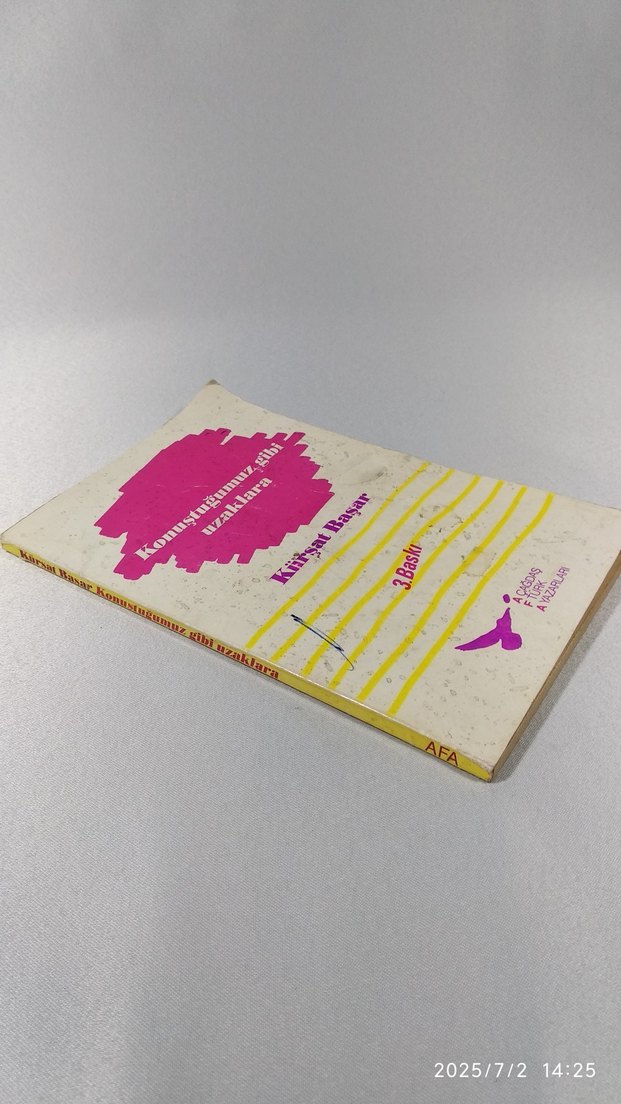 Konuştuğumuz gibi
uzaklara
Kürşat Başar
3.Baskı
A ÇAĞDAŞ
F TÜRK
A YAZARLARI
Kürşat Başar Konuştuğumuz gibi uzaklara
AFA
2025/7/2 14:25